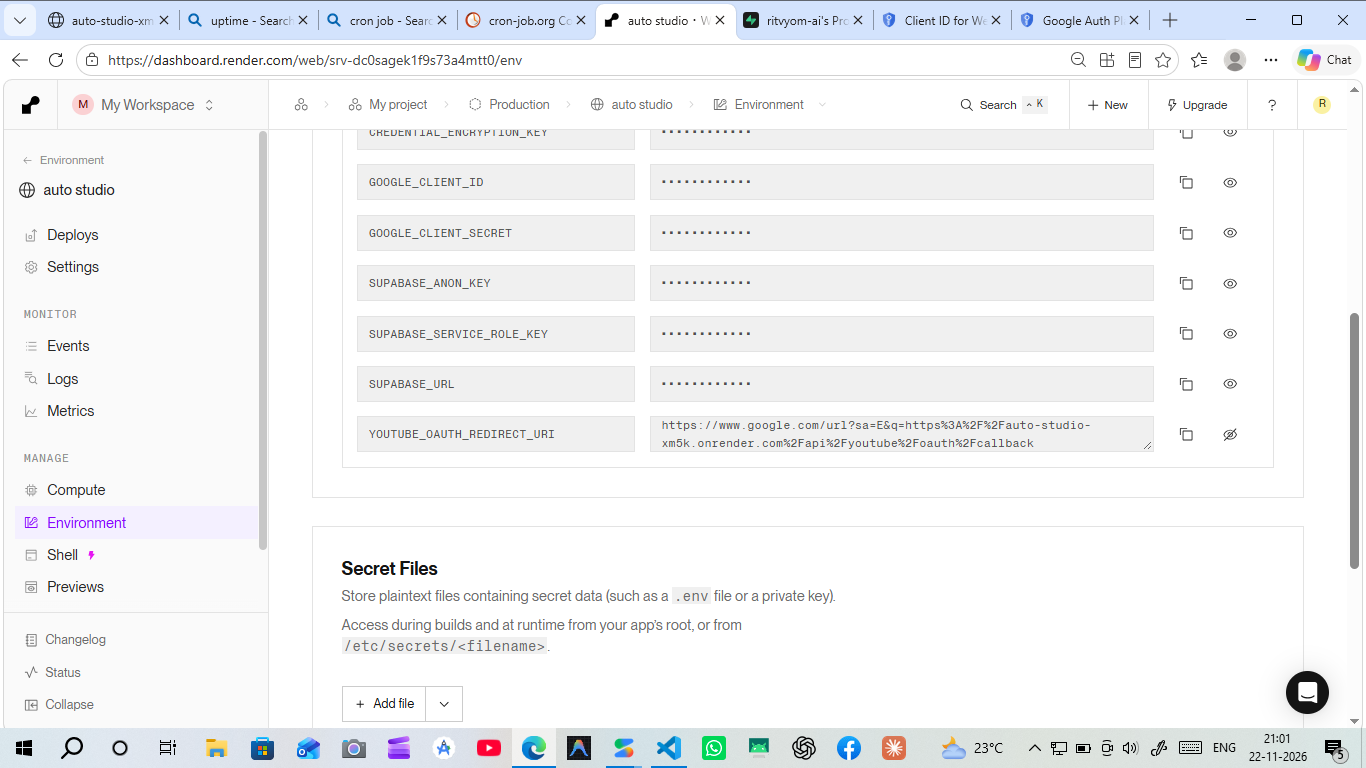 auto-studio-xm
uptime - Search
cron job - Searc
cron-job.org Co
auto studio · W
ritvyom-ai's Pro
Client ID for We
Google Auth Pl
https://dashboard.render.com/web/srv-dc0sagek1f9s73a4mtt0/env
Chat
M My Workspace
My project
Production
auto studio
Environment
Search
K
+ New
Upgrade
?
R
← Environment
auto studio
Deploys
Settings
MONITOR
Events
Logs
Metrics
MANAGE
Compute
Environment
Shell
Previews
Changelog
Status
Collapse
CREDENTIAL_ENCRYPTION_KEY
GOOGLE_CLIENT_ID
GOOGLE_CLIENT_SECRET
SUPABASE_ANON_KEY
SUPABASE_SERVICE_ROLE_KEY
SUPABASE_URL
YOUTUBE_OAUTH_REDIRECT_URI
https://www.google.com/url?sa=E&q=https%3A%2F%2Fauto-studio-
xm5k.onrender.com%2Fapi%2Fyoutube%2Foauth%2Fcallback
Secret Files
Store plaintext files containing secret data (such as a .env file or a private key).
Access during builds and at runtime from your app's root, or from
/etc/secrets/<filename>.
+ Add file
23°C
ENG
21:01
22-11-2026
5